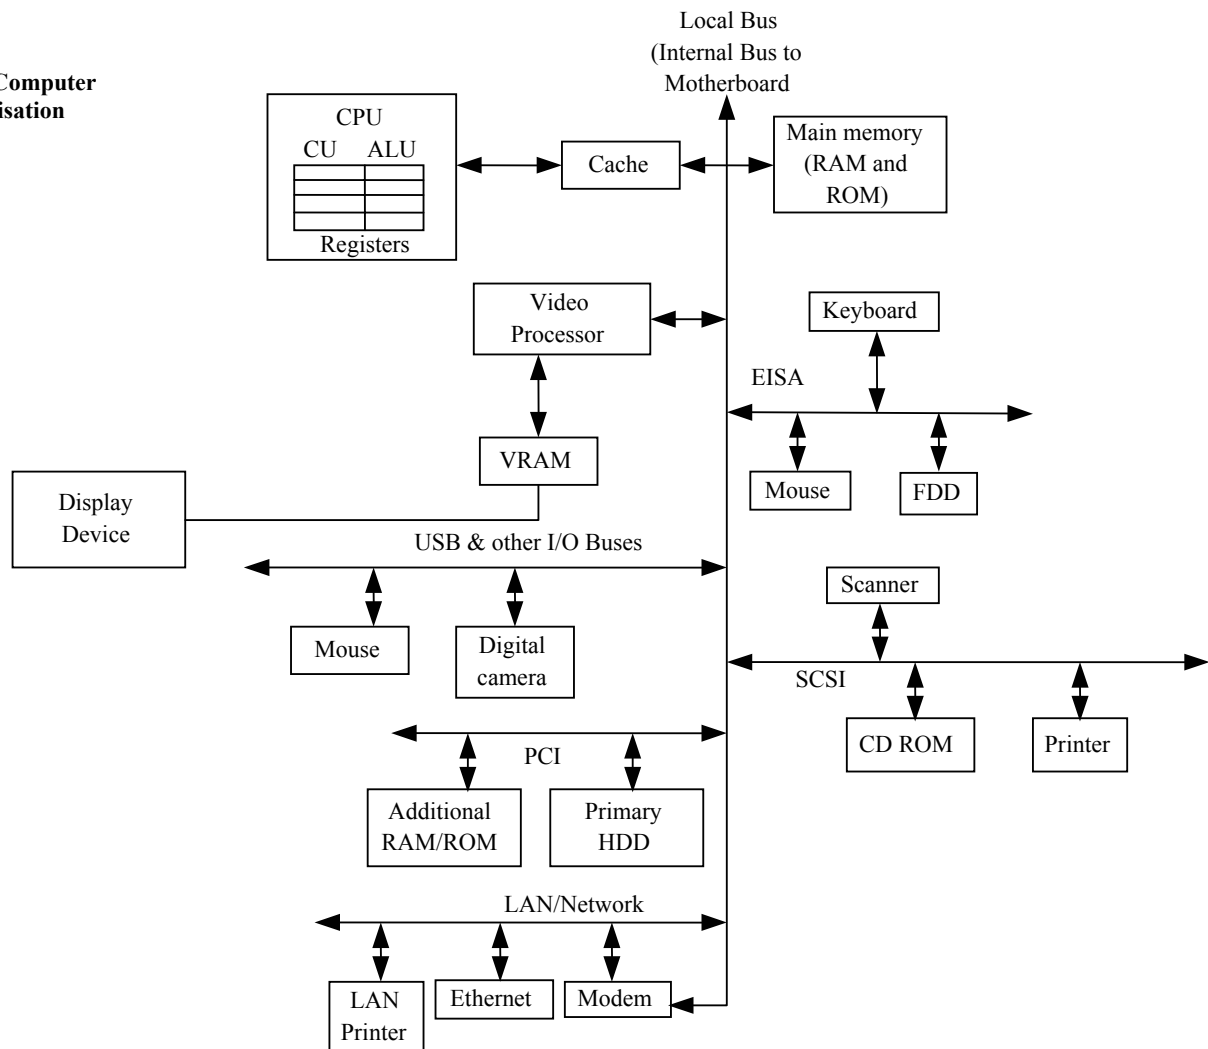 Local Bus
(Internal Bus to
Motherboard
Computer
isation
CPU
CU ALU
Registers
Cache
Main memory
(RAM and
ROM)
Video
Processor
Keyboard
EISA
VRAM
Mouse
FDD
Display
Device
USB & other I/O Buses
Scanner
Mouse
Digital
camera
SCSI
CD ROM
Printer
PCI
Additional
RAM/ROM
Primary
HDD
LAN/Network
LAN
Printer
Ethernet
Modem